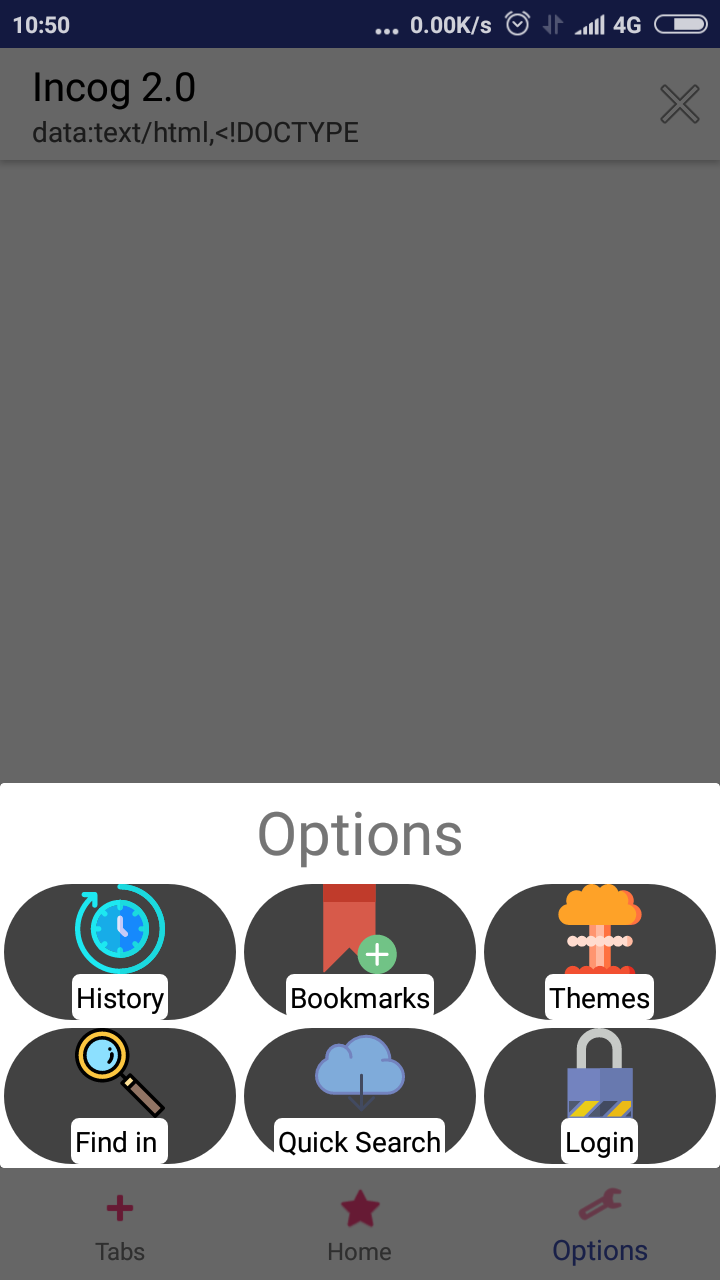 10:50 ... 0.00K/s 4G
Incog 2.0
data:text/html,<!DOCTYPE
Options
History Bookmarks Themes
Find in Quick Search Login
Tabs Home Options